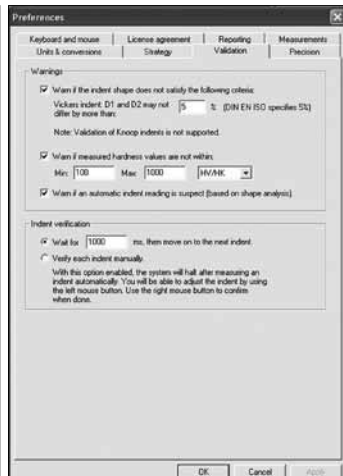 Preferences
Keyboard and mouse License agreement Reporting Measurements
Units & conversions Strategy Validation Precision
Warnings
Warn if the indent shape does not satisfy the following criteria:
Vickers indent: D1 and D2 may not
differ by more than: 5 % (DIN EN ISO specifies 5%)
Note: Validation of Knoop indents is not supported.
Warn if measured hardness values are not within:
Min: 100 Max: 1000 HV/HK
Warn if an automatic indent reading is suspect (based on shape analysis)
Indent verification
Wait for 1000 ms, then move on to the next indent.
Verify each indent manually.
With this option enabled, the system will halt after measuring an
indent automatically. You will be able to adjust the indent by using
the left mouse button. Use the right mouse button to confirm
when done.
OK Cancel Apply